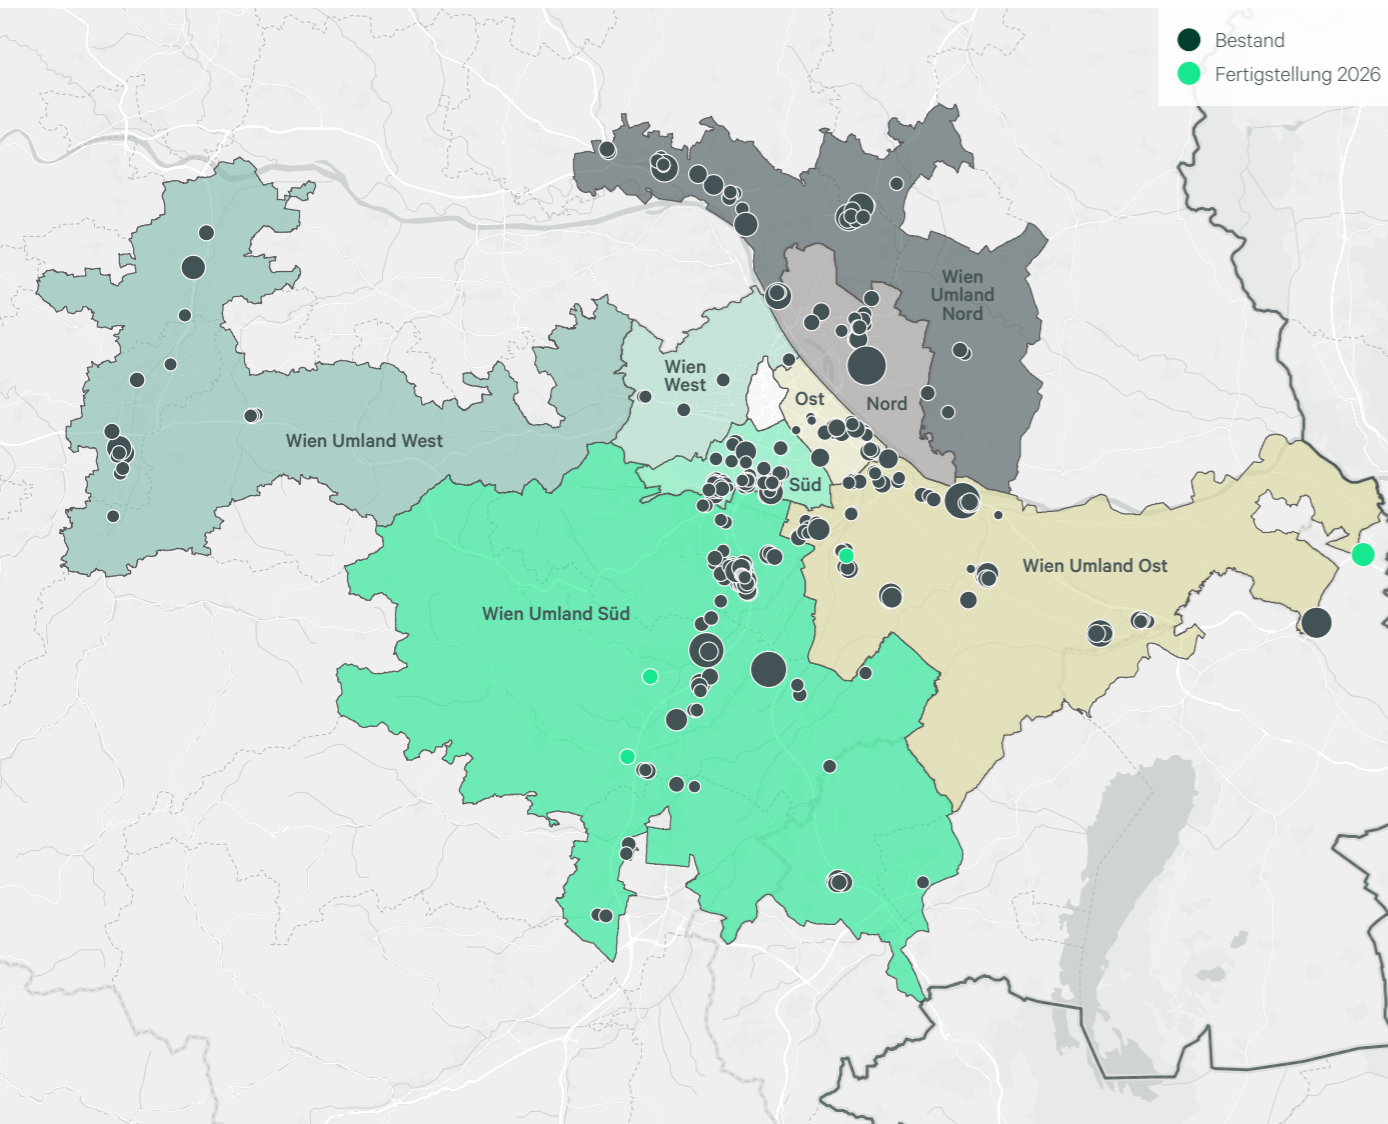 Bestand
Fertigstellung 2026
Wien
Umland
Nord
Wien
West
Ost
Nord
Wien Umland West
Süd
Wien Umland Ost
Wien Umland Süd